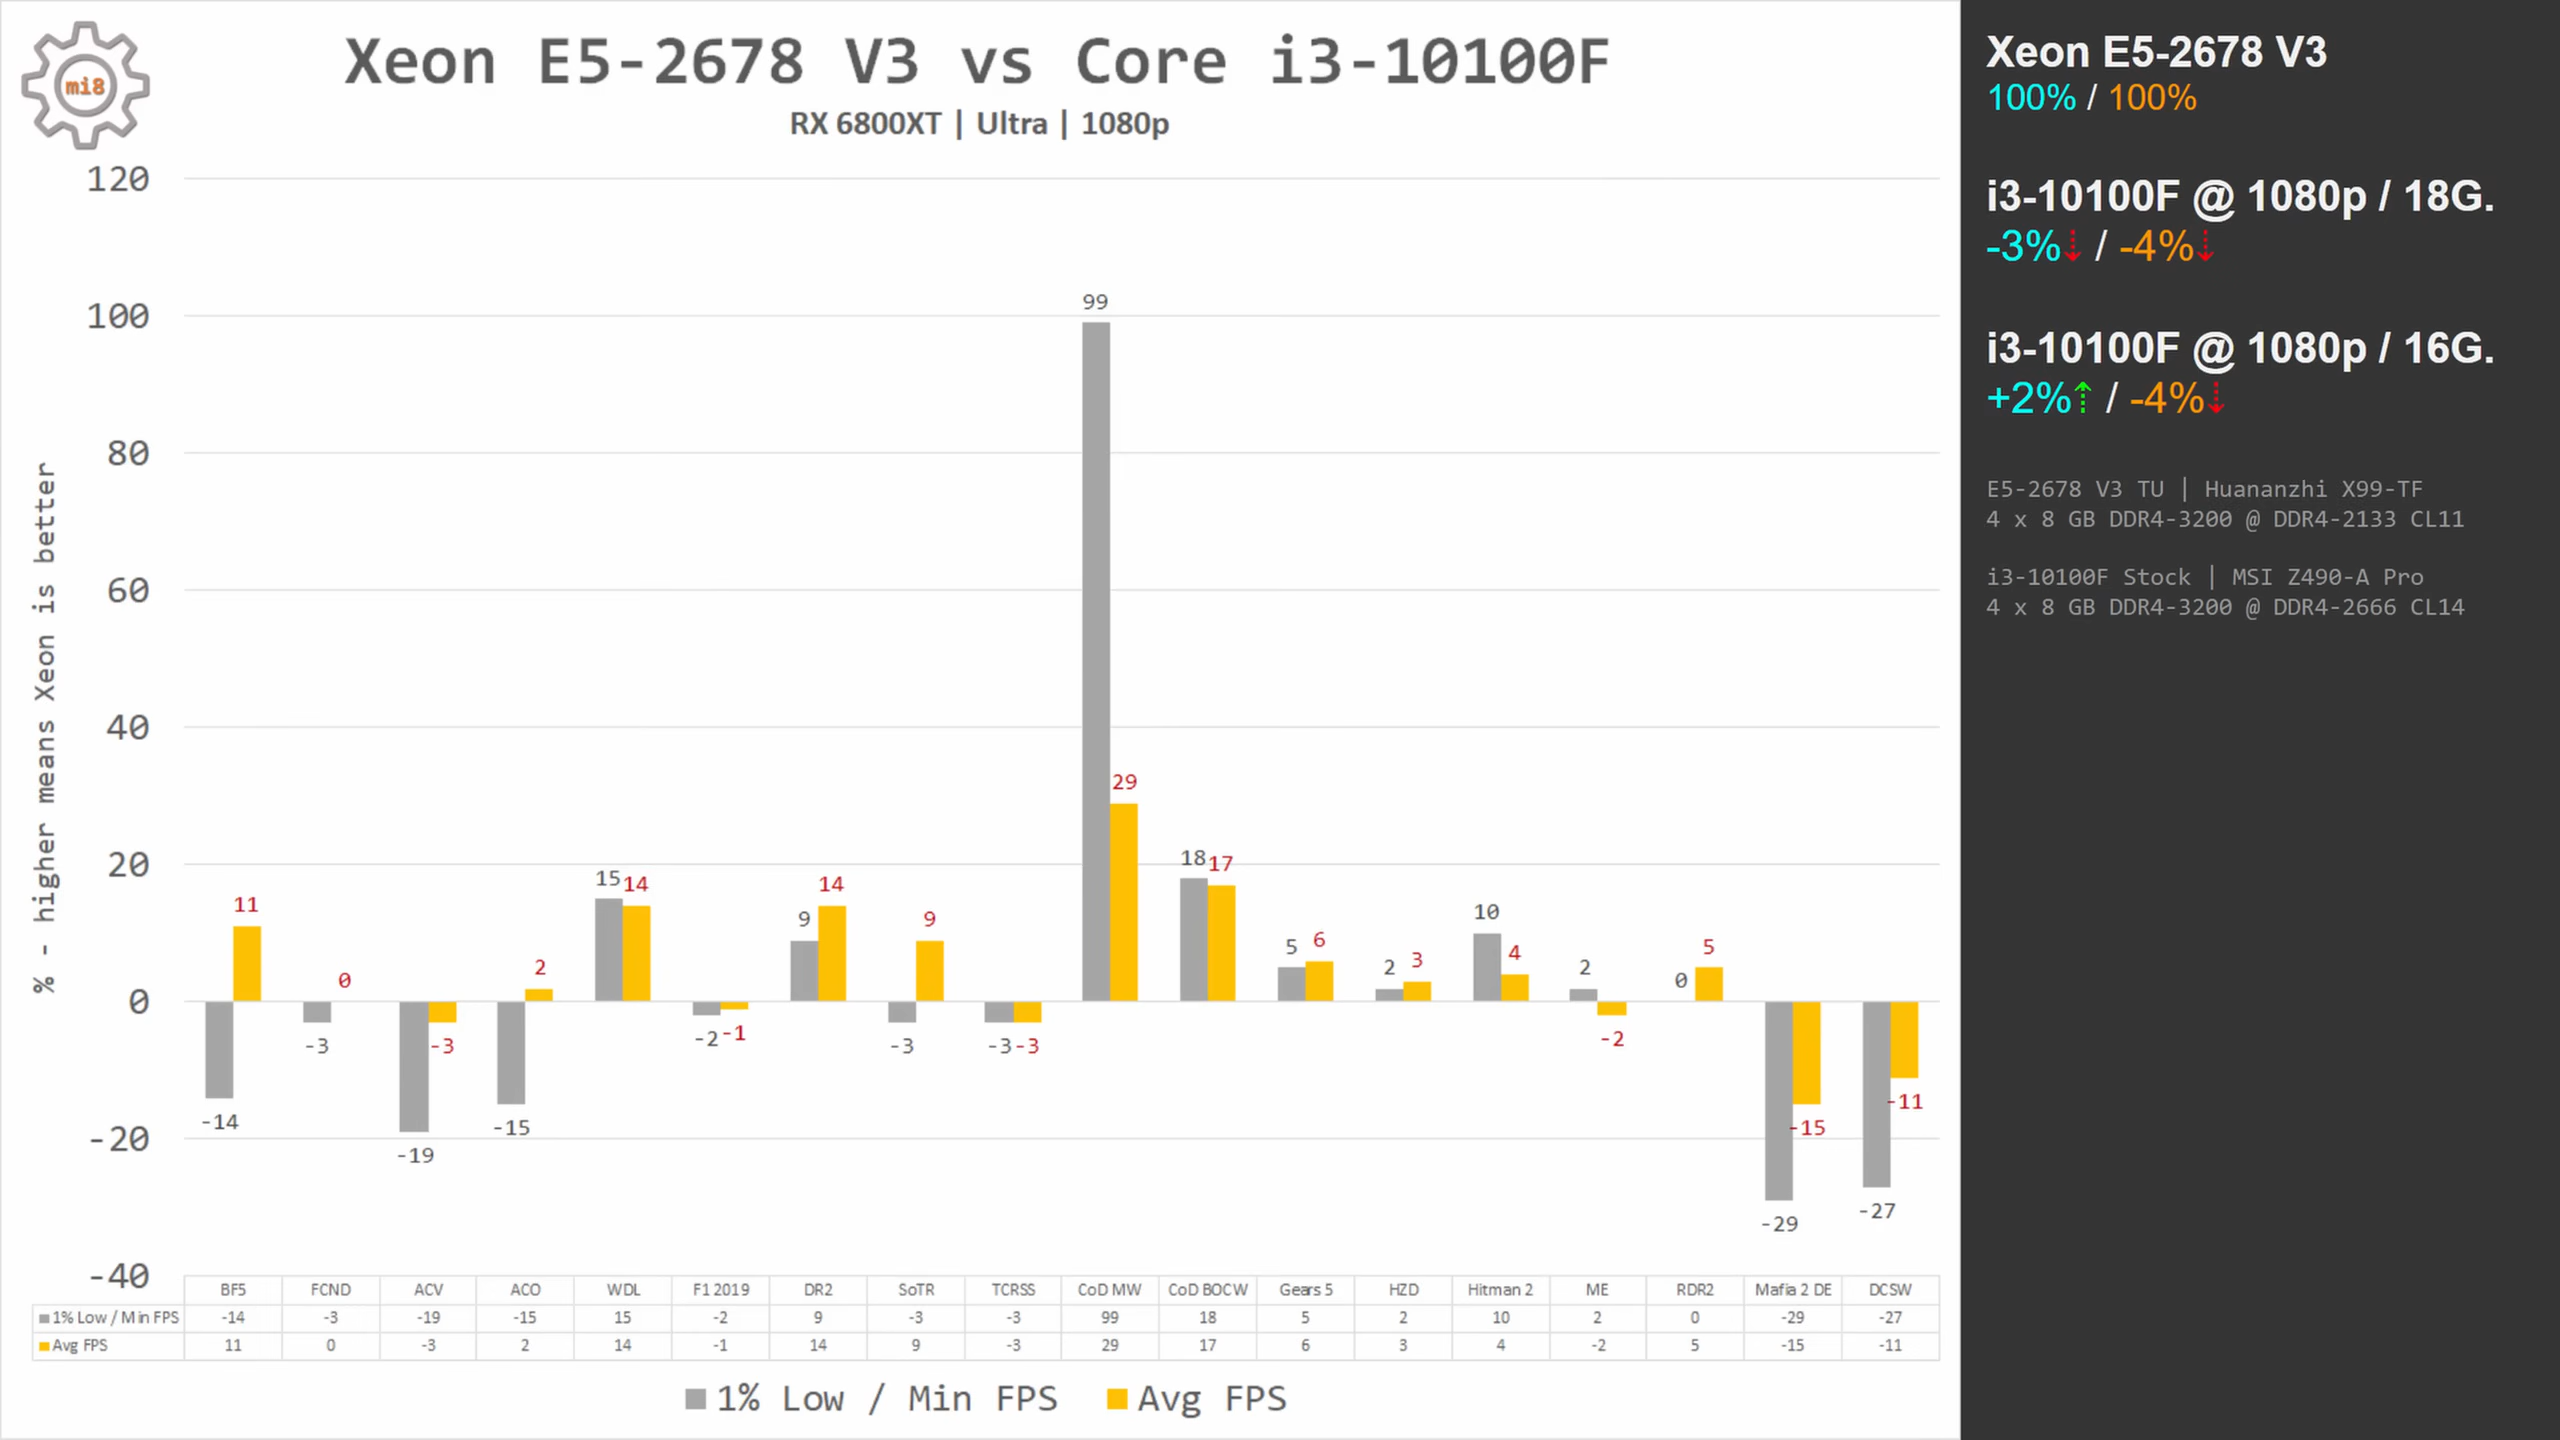 mi8
Xeon E5-2678 V3 vs Core i3-10100F
RX 6800XT | Ultra | 1080p
% - higher means Xeon is better
120
100
80
60
40
20
0
-20
-40
-14
11
-3
0
-19
-3
-15
2
15
14
-2
-1
9
14
-3
9
-3
-3
99
29
18
17
5
6
2
3
10
4
2
-2
0
5
-29
-15
-27
-11
BF5 FCND ACV ACO WDL F1 2019 DR2 SoTR TCRSS CoD MW CoD BOCW Gears 5 HZD Hitman 2 ME RDR2 Mafia 2 DE DCSW
1% Low / Min FPS -14 -3 -19 -15 15 -2 9 -3 -3 99 18 5 2 10 2 0 -29 -27
Avg FPS 11 0 -3 2 14 -1 14 9 -3 29 17 6 3 4 -2 5 -15 -11
1% Low / Min FPS Avg FPS
Xeon E5-2678 V3
100% / 100%
i3-10100F @ 1080p / 18G.
-3%⇣ / -4%⇣
i3-10100F @ 1080p / 16G.
+2%⇡ / -4%⇣
E5-2678 V3 TU | Huananzhi X99-TF
4 x 8 GB DDR4-3200 @ DDR4-2133 CL11
i3-10100F Stock | MSI Z490-A Pro
4 x 8 GB DDR4-3200 @ DDR4-2666 CL14